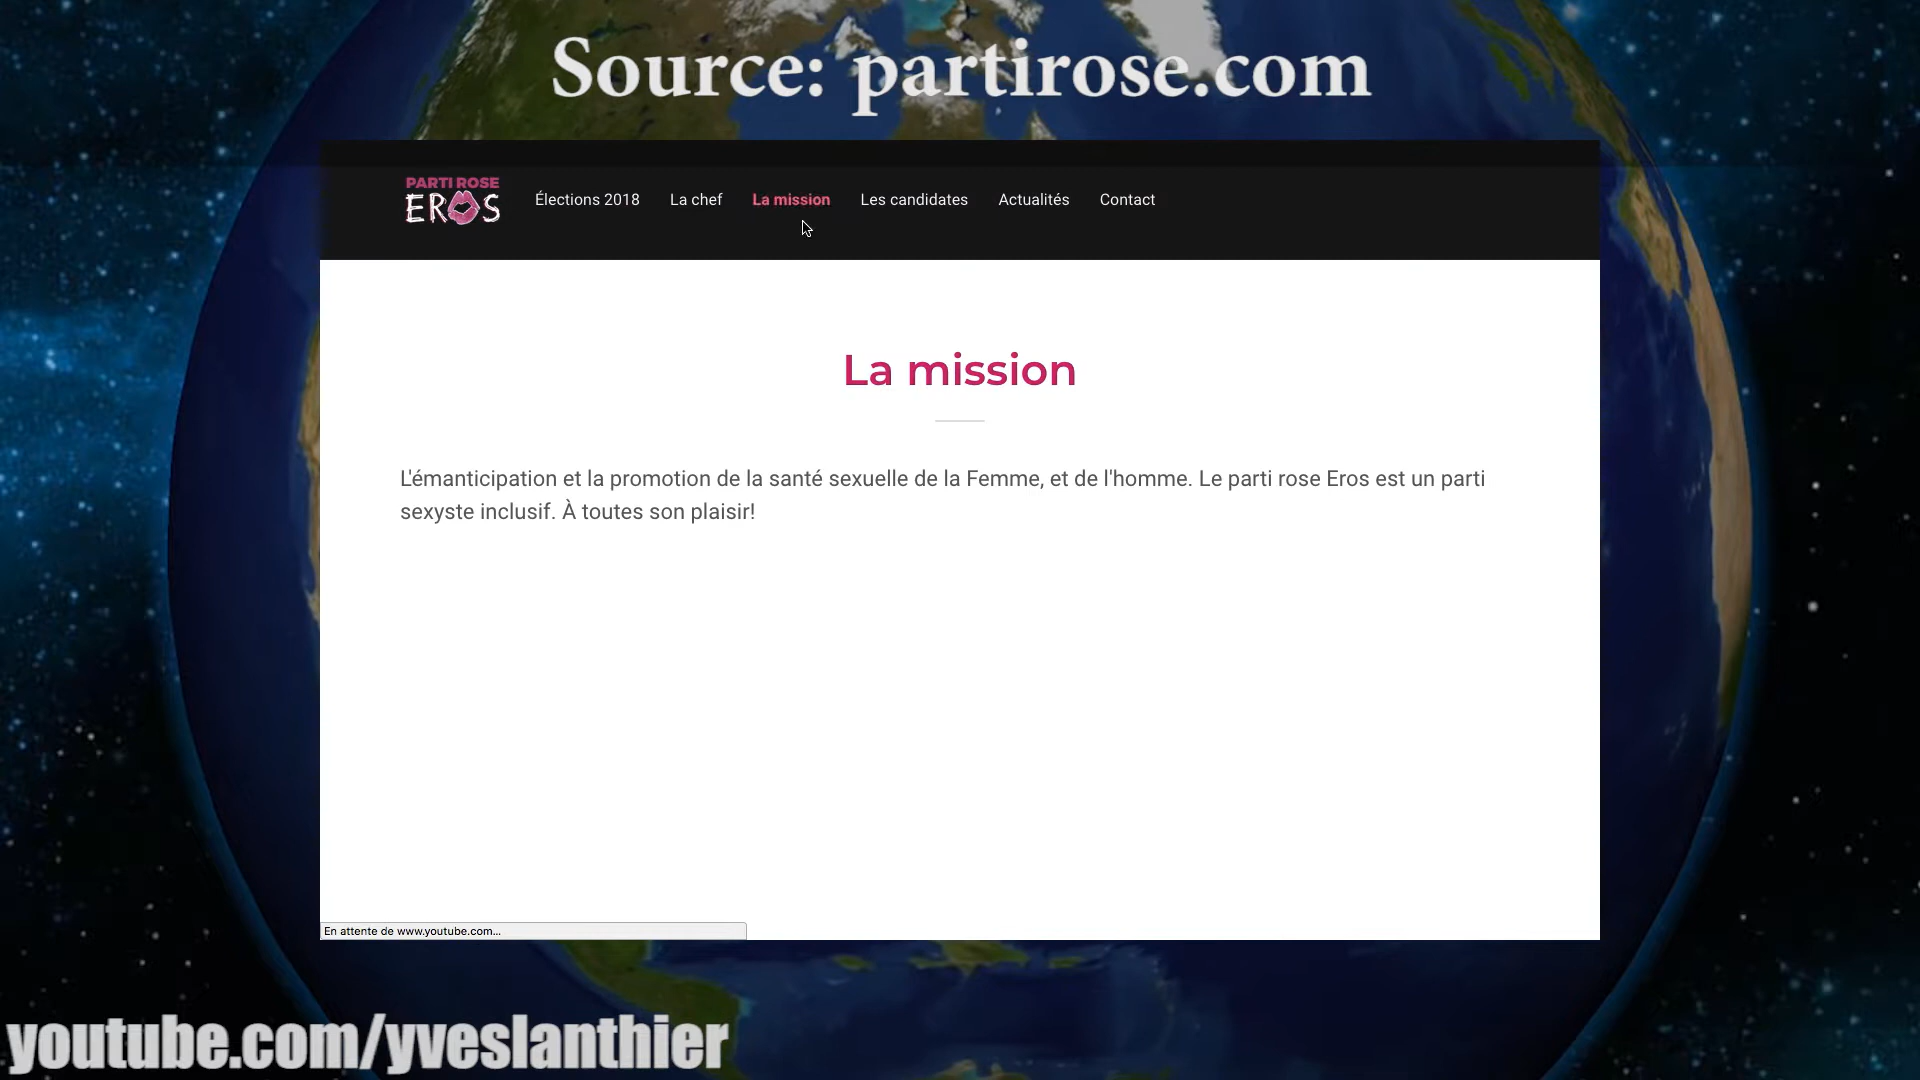 Source: partirose.com
PARTI ROSE
EROS
Élections 2018
La chef
La mission
Les candidates
Actualités
Contact
La mission
L'émanticipation et la promotion de la santé sexuelle de la Femme, et de l'homme. Le parti rose Eros est un parti
sexyste inclusif. À toutes son plaisir!
En attente de www.youtube.com...
youtube.com/yveslanthier